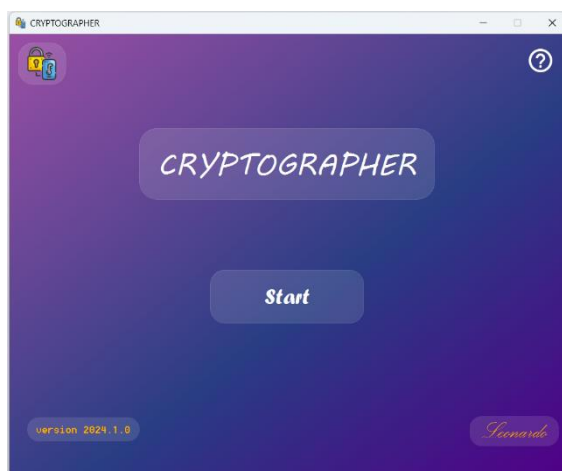 CRYPTOGRAPHER
?
CRYPTOGRAPHER
Start
version 2024.1.0
Leonardo